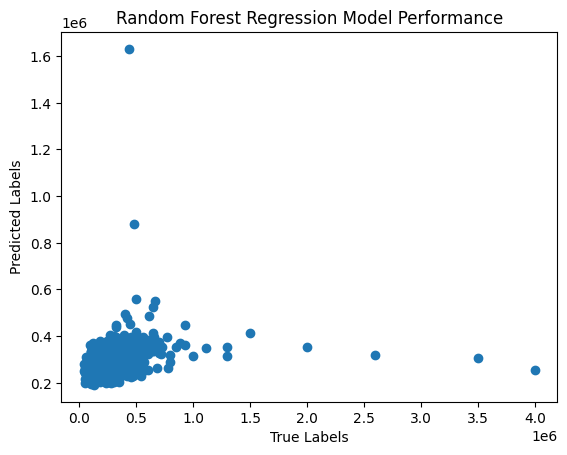 Random Forest Regression Model Performance
1e6
1.6
1.4
1.2
1.0
0.8
0.6
0.4
0.2
Predicted Labels
0.0 0.5 1.0 1.5 2.0 2.5 3.0 3.5 4.0
True Labels
1e6